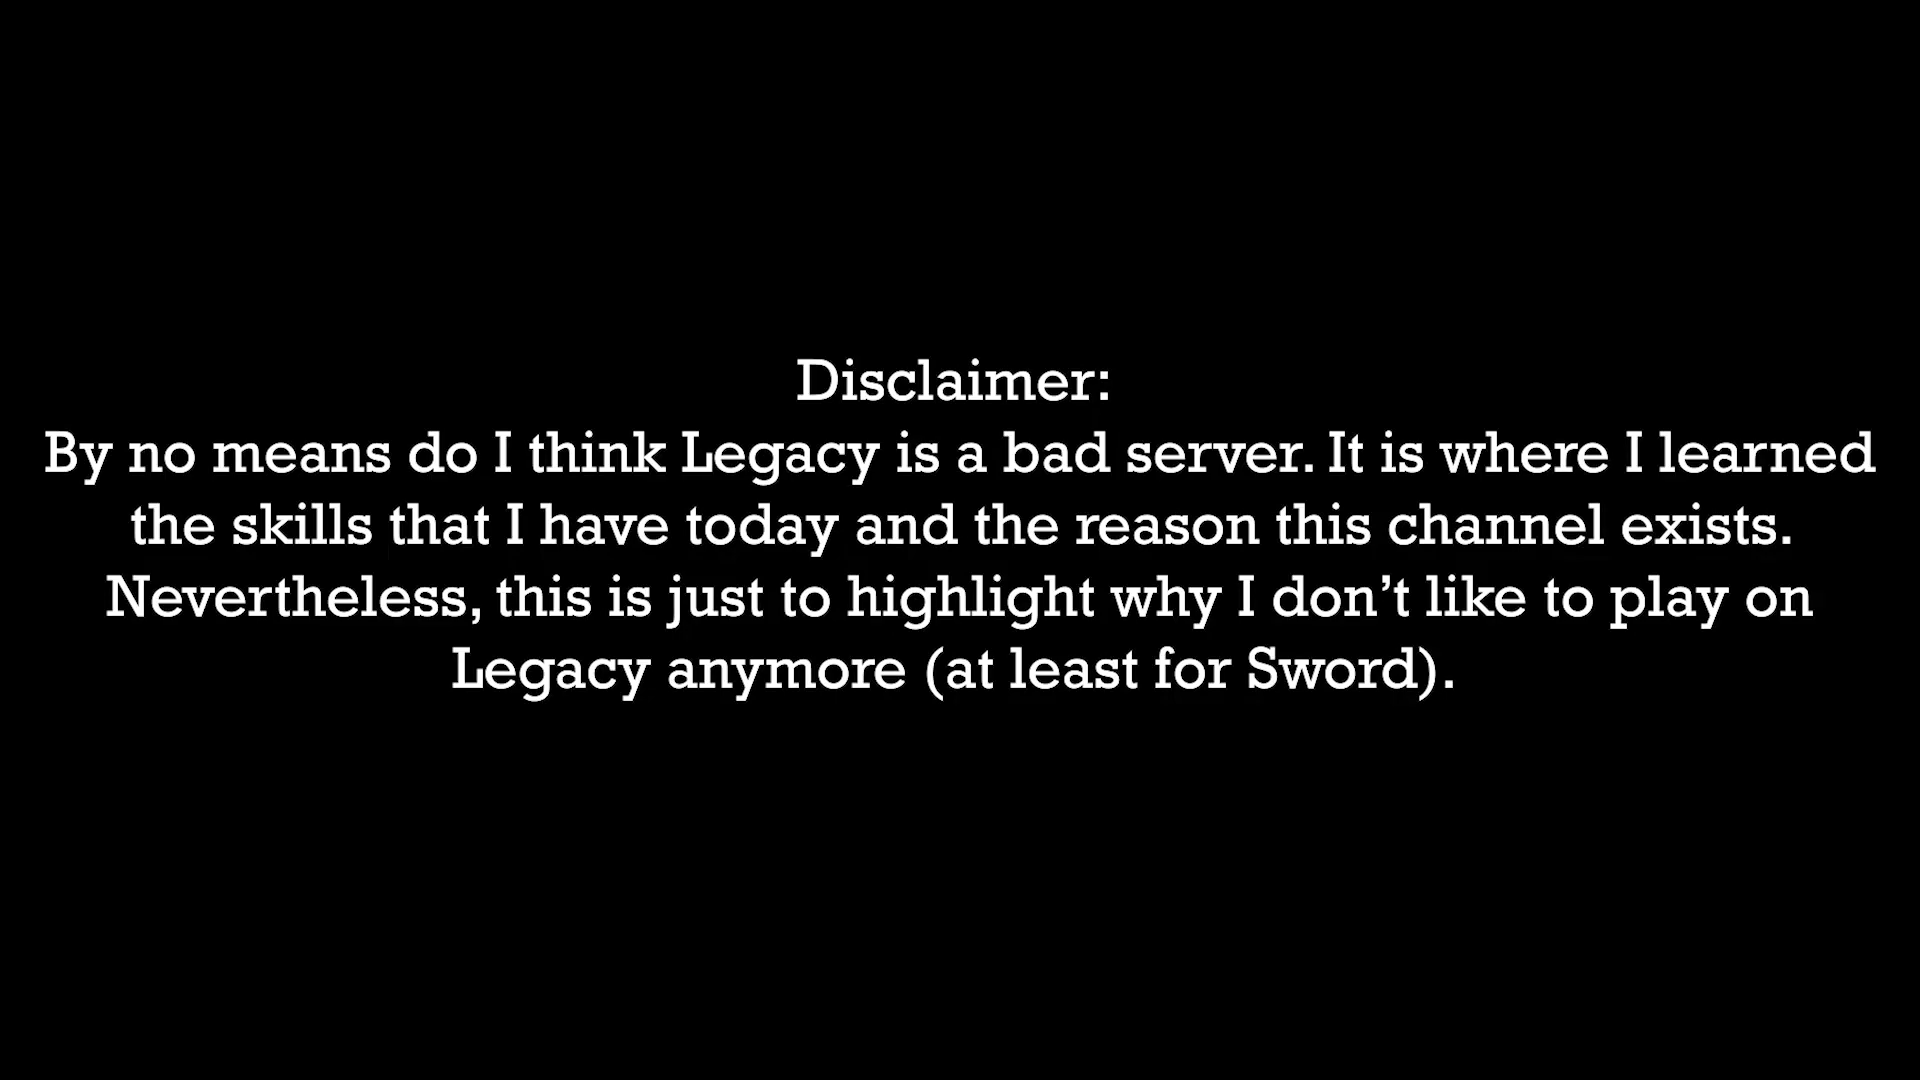 Disclaimer:
By no means do I think Legacy is a bad server. It is where I learned
the skills that I have today and the reason this channel exists.
Nevertheless, this is just to highlight why I don’t like to play on
Legacy anymore (at least for Sword).